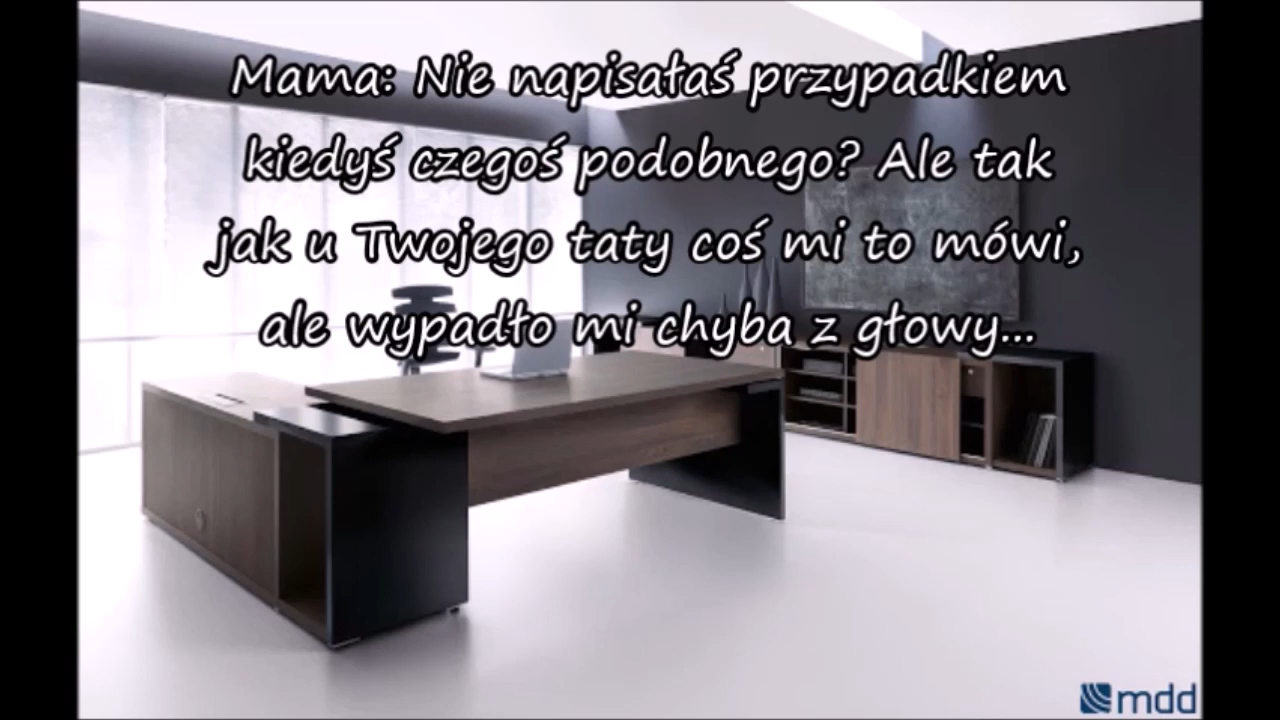 Mama: Nie napisałaś przypadkiem
kiedyś czegoś podobnego? Ale tak
jak u Twojego taty coś mi to mówi,
ale wypadło mi chyba z głowy...
mdd